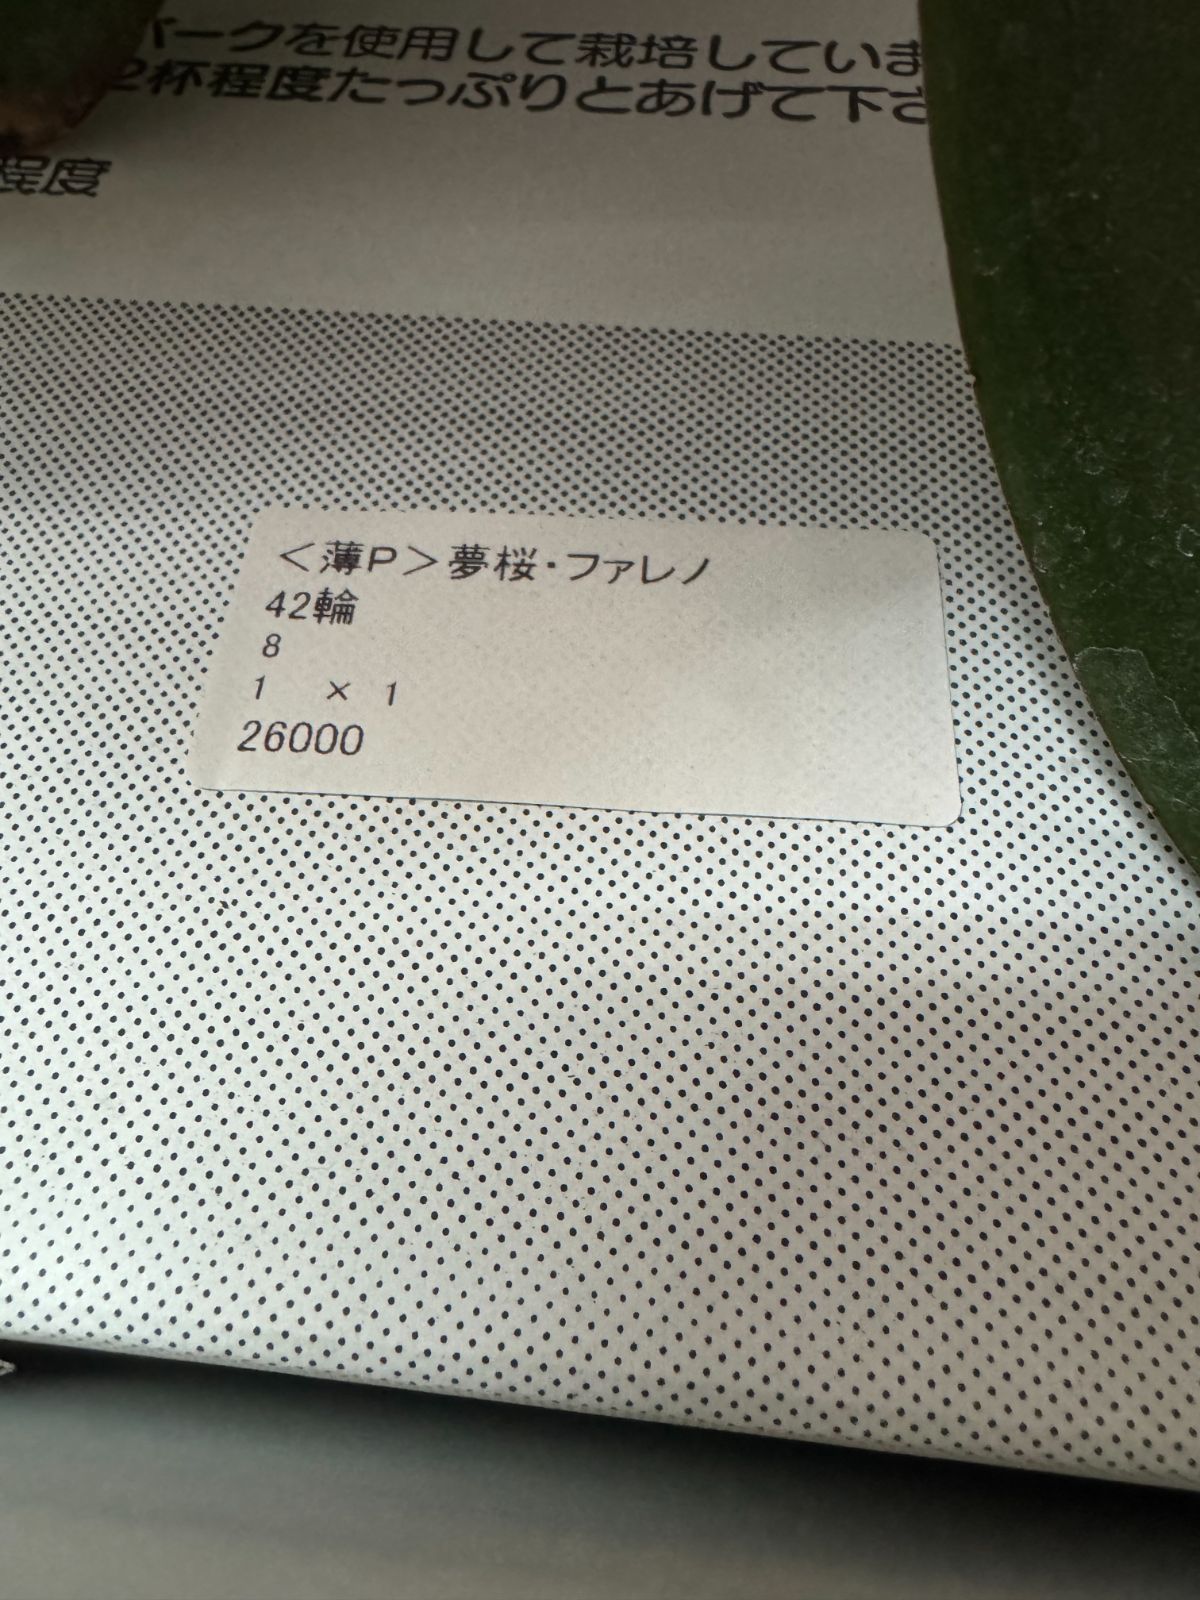 バークを使用して栽培していま
2杯程度たっぷりとあげて下さ
程度
＜薄P＞夢桜・ファレノ
42輪
8
1 × 1
26000